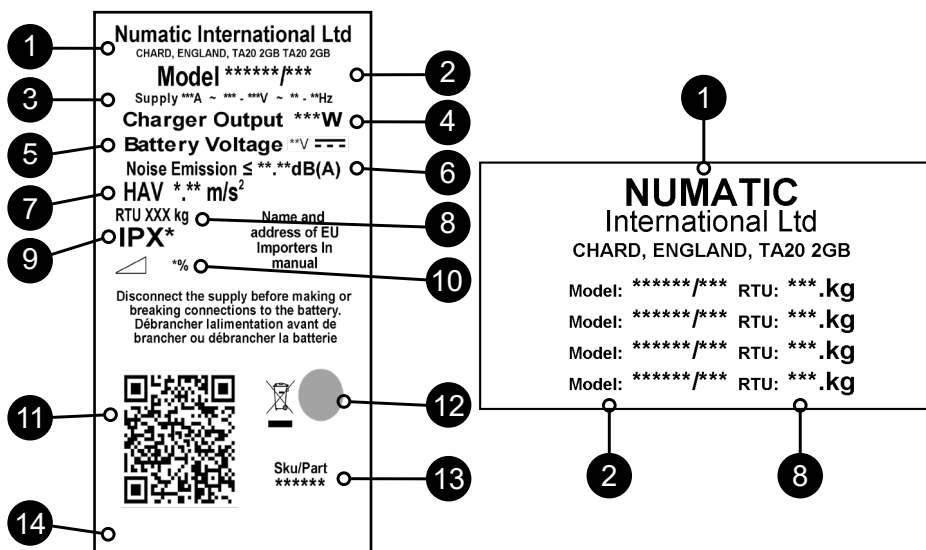 Numatic International Ltd
CHARD, ENGLAND, TA20 2GB TA20 2GB
Model ******/***
Supply ***A ~ *** - ***V ~ ** - **Hz
Charger Output ***W
Battery Voltage **V
Noise Emission ≤ **.**dB(A)
HAV *.** m/s²
RTU XXX kg
IPX*
Name and
address of EU
Importers In
manual
*%
Disconnect the supply before making or
breaking connections to the battery.
Débrancher lalimentation avant de
brancher ou débrancher la batterie
Sku/Part
******
1
2
3
4
5
6
7
8
9
10
11
12
13
14
1
NUMATIC
International Ltd
CHARD, ENGLAND, TA20 2GB
Model: ******/*** RTU: ***.kg
Model: ******/*** RTU: ***.kg
Model: ******/*** RTU: ***.kg
Model: ******/*** RTU: ***.kg
2
8